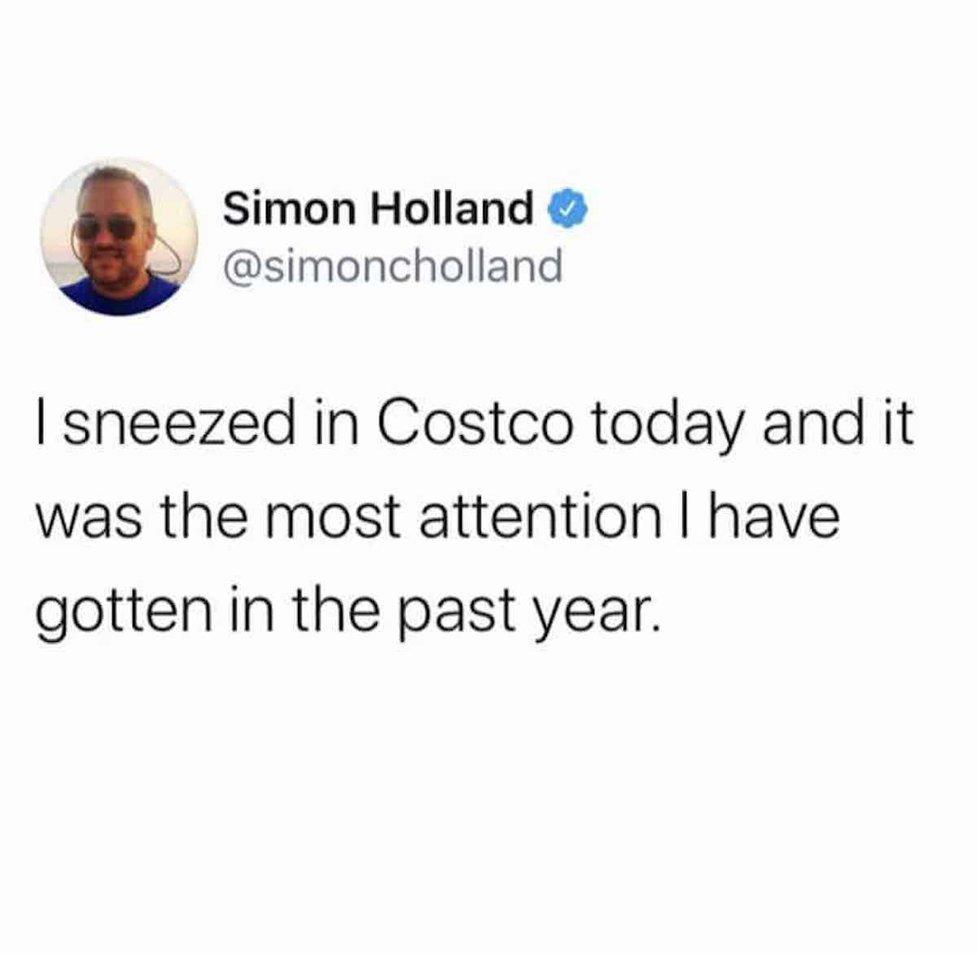 Simon Holland
@simoncholland
I sneezed in Costco today and it
was the most attention I have
gotten in the past year.